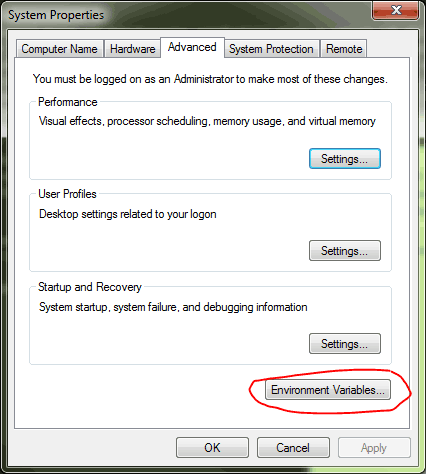 System Properties
Computer Name Hardware Advanced System Protection Remote
You must be logged on as an Administrator to make most of these changes.
Performance
Visual effects, processor scheduling, memory usage, and virtual memory
Settings...
User Profiles
Desktop settings related to your logon
Settings...
Startup and Recovery
System startup, system failure, and debugging information
Settings...
Environment Variables...
OK Cancel Apply